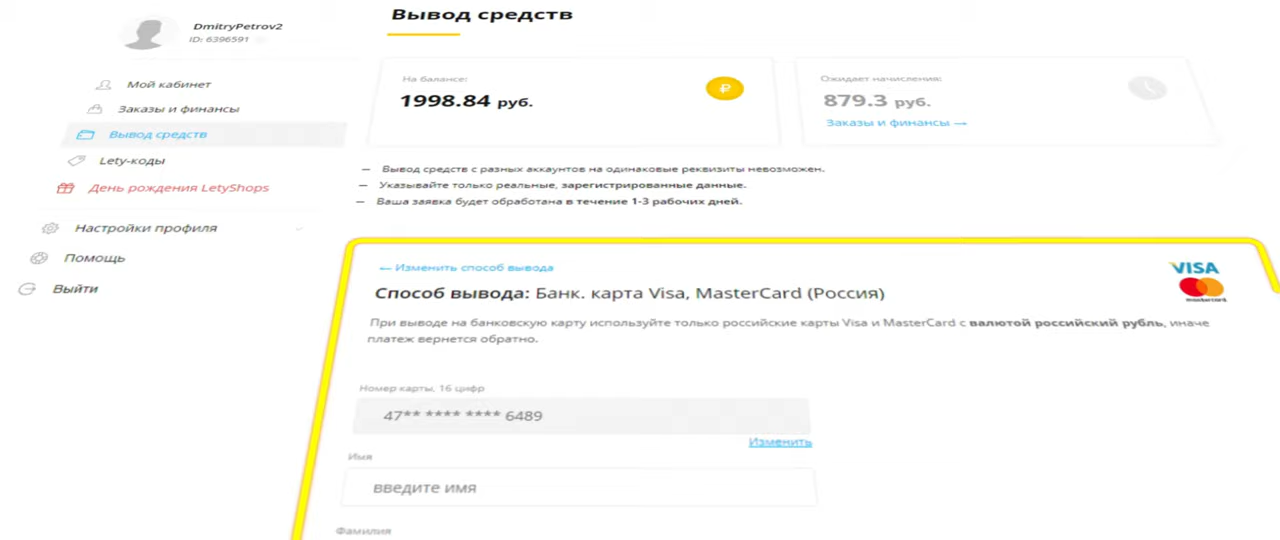 DmitryPetrov2
ID: 6396591
Мой кабинет
Заказы и финансы
Вывод средств
Lety-коды
День рождения LetyShops
Настройки профиля
Помощь
Выйти
Вывод средств
На балансе:
1998.84 руб.
₽
Ожидает начисления:
879.3 руб.
Заказы и финансы →
— Вывод средств с разных аккаунтов на одинаковые реквизиты невозможен.
— Указывайте только реальные, зарегистрированные данные.
— Ваша заявка будет обработана в течение 1-3 рабочих дней.
← Изменить способ вывода
VISA
mastercard
Способ вывода: Банк. карта Visa, MasterCard (Россия)
При выводе на банковскую карту используйте только российские карты Visa и MasterCard с валютой российский рубль, иначе
платеж вернется обратно.
Номер карты, 16 цифр
47** **** **** 6489
Изменить
Имя
введите имя
Фамилия